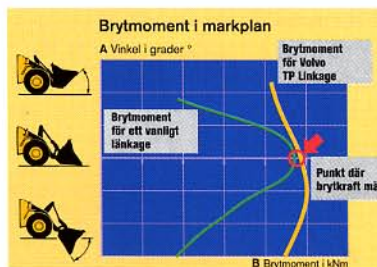 Brytmoment i markplan
A Vinkel i grader °
Brytmoment
för Volvo
TP Linkage
Brytmoment
för ett vanligt
länkage
Punkt där
brytkraft mä
B Brytmoment i kNm